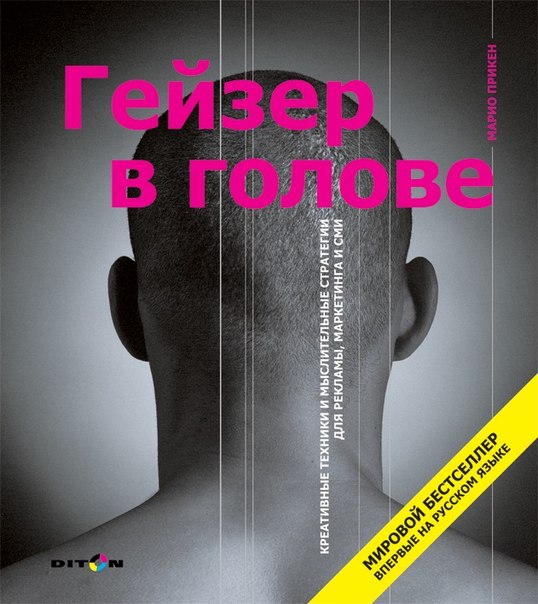 Гейзер
в голове
МАРИО ПРИКЕН
КРЕАТИВНЫЕ ТЕХНИКИ И МЫСЛИТЕЛЬНЫЕ СТРАТЕГИИ
ДЛЯ РЕКЛАМЫ, МАРКЕТИНГА И СМИ
МИРОВОЙ БЕСТСЕЛЛЕР
ВПЕРВЫЕ НА РУССКОМ ЯЗЫКЕ
DITON